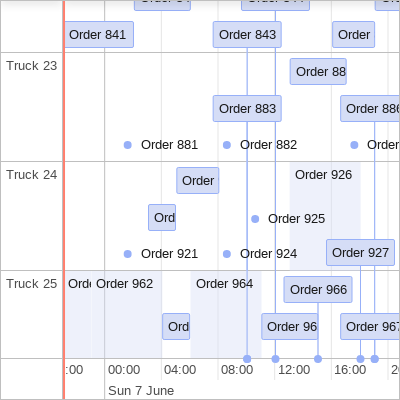 Order 841 Order 843 Order
Truck 23
Order 88
Order 883 Order 886
Order 881 Order 882 Order
Truck 24 Order 926
Order
Ord Order 925
Order 927
Order 921 Order 924
Truck 25 Order 962 Order 964
Order 966
Ord Order 96 Order 967
:00 00:00 04:00 08:00 12:00 16:00 20
Sun 7 June